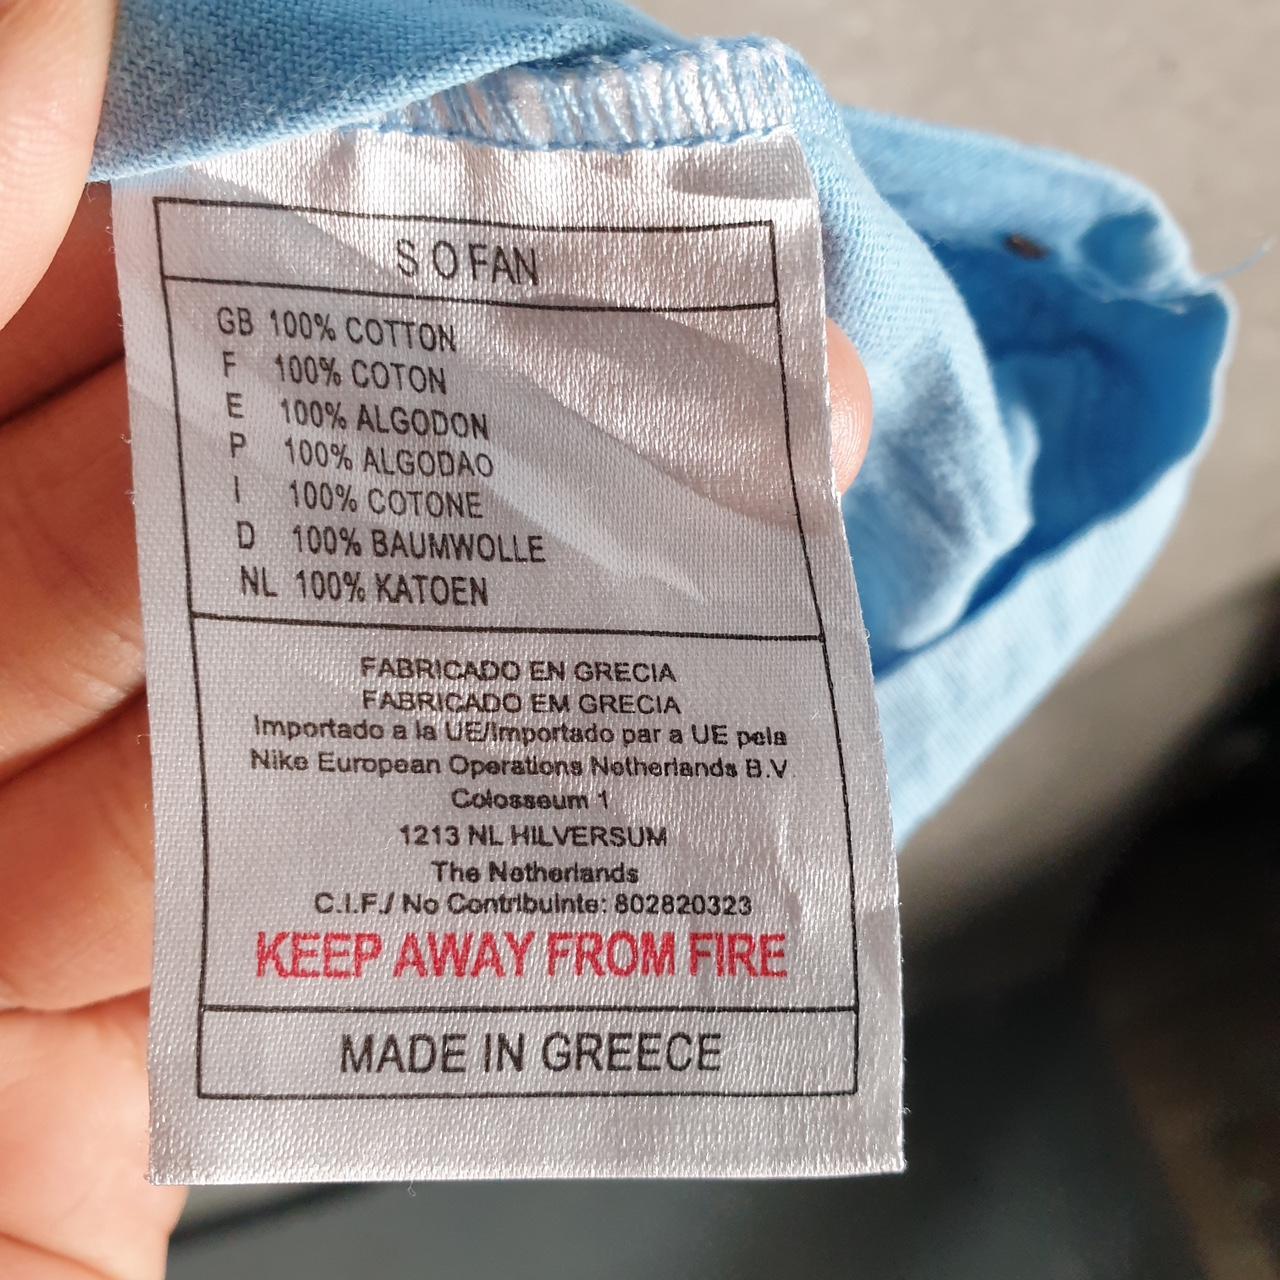 S O FAN
GB 100% COTTON
F 100% COTON
E 100% ALGODON
P 100% ALGODAO
I 100% COTONE
D 100% BAUMWOLLE
NL 100% KATOEN
FABRICADO EN GRECIA
FABRICADO EM GRECIA
Importado a la UE/Importado par a UE pela
Nike European Operations Netherlands B.V
Colosseum 1
1213 NL HILVERSUM
The Netherlands
C.I.F./ No Contribuinte: 802820323
KEEP AWAY FROM FIRE
MADE IN GREECE